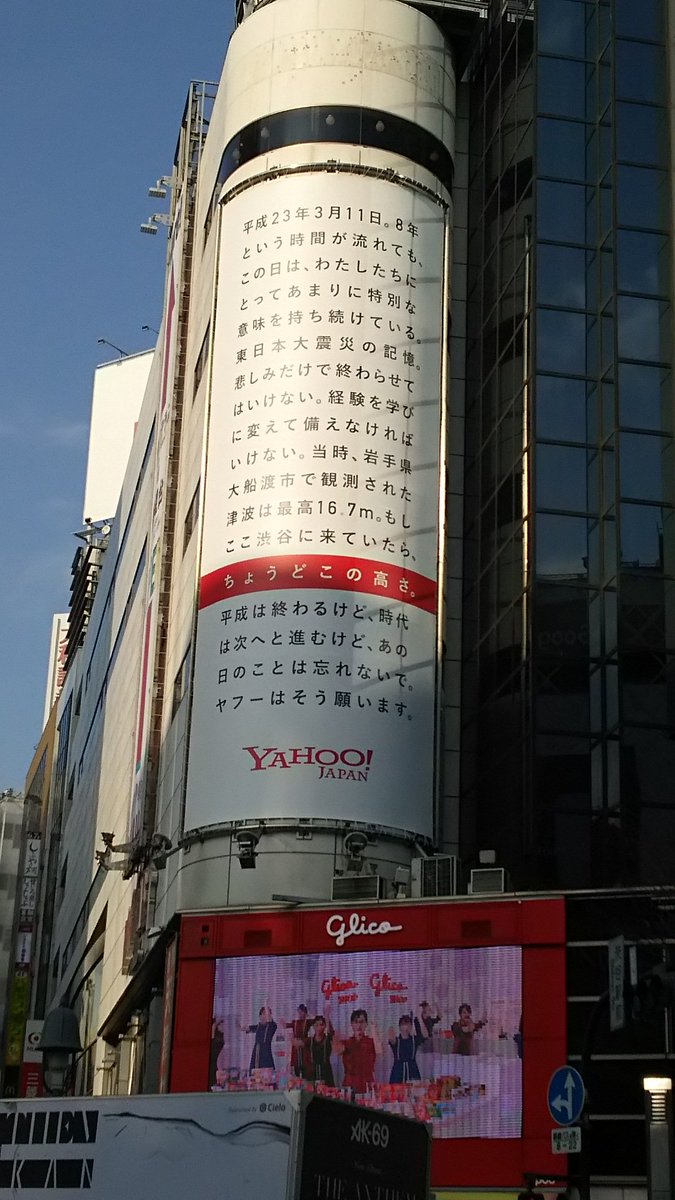 平成23年3月11日。8年
という時間が流れても、
この日は、わたしたちに
とってあまりに特別な
意味を持ち続けている。
東日本大震災の記憶。
悲しみだけで終わらせて
はいけない。経験を学び
に変えて備えなければ
いけない。当時、岩手県
大船渡市で観測された
津波は最高16.7m。もし
ここ渋谷に来ていたら、
ちょうどこの高さ。
平成は終わるけど、時代
は次へと進むけど、あの
日のことは忘れないで。
ヤフーはそう願います。
YAHOO!
JAPAN
Glico
Glico
Glico
Cielo
AK-69
THE ANTHEM